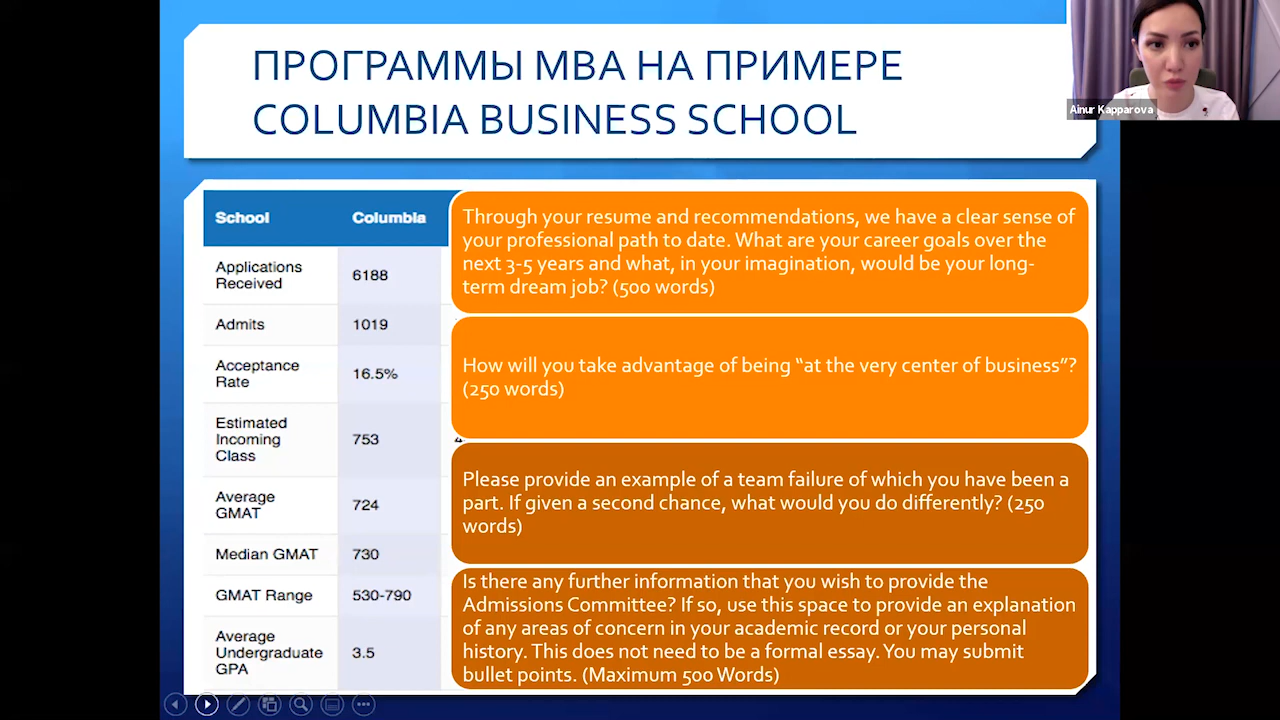 ПРОГРАММЫ MBA НА ПРИМЕРЕ
COLUMBIA BUSINESS SCHOOL
Ainur Kapparova
School Columbia
Applications
Received 6188
Admits 1019
Acceptance
Rate 16.5%
Estimated
Incoming
Class 753
Average
GMAT 724
Median GMAT 730
GMAT Range 530-790
Average
Undergraduate
GPA 3.5
Through your resume and recommendations, we have a clear sense of
your professional path to date. What are your career goals over the
next 3-5 years and what, in your imagination, would be your long-
term dream job? (500 words)
How will you take advantage of being “at the very center of business”?
(250 words)
Please provide an example of a team failure of which you have been a
part. If given a second chance, what would you do differently? (250
words)
Is there any further information that you wish to provide the
Admissions Committee? If so, use this space to provide an explanation
of any areas of concern in your academic record or your personal
history. This does not need to be a formal essay. You may submit
bullet points. (Maximum 500 Words)